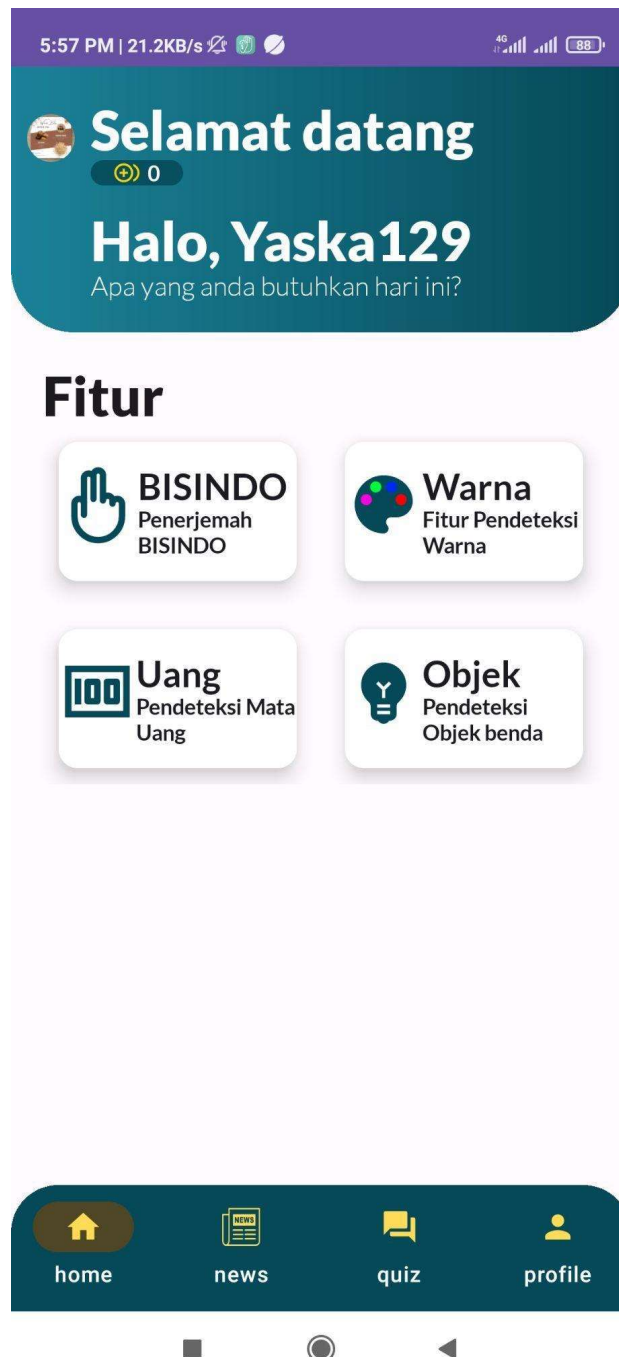 5:57 PM | 21.2KB/s
4G
88
Selamat datang
0
Halo, Yaska129
Apa yang anda butuhkan hari ini?
Fitur
BISINDO
Penerjemah
BISINDO
Warna
Fitur Pendeteksi
Warna
100
Uang
Pendeteksi Mata
Uang
Objek
Pendeteksi
Objek benda
NEWS
home
news
quiz
profile